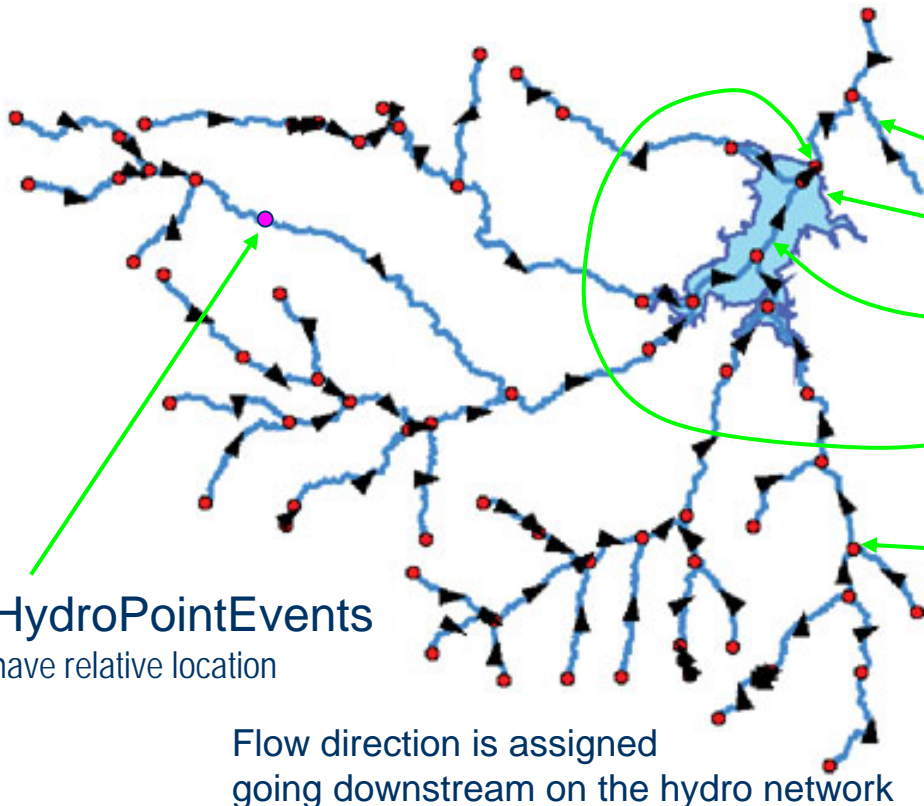 HydroPointEvents
have relative location
Flow direction is assigned
going downstream on the hydro network